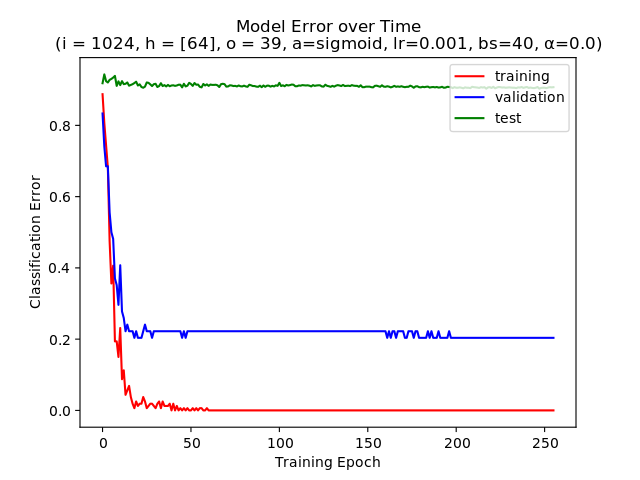 Model Error over Time
(i = 1024, h = [64], o = 39, a=sigmoid, lr=0.001, bs=40, α=0.0)
training
validation
test
0.8
0.6
0.4
0.2
0.0
Classification Error
0 50 100 150 200 250
Training Epoch